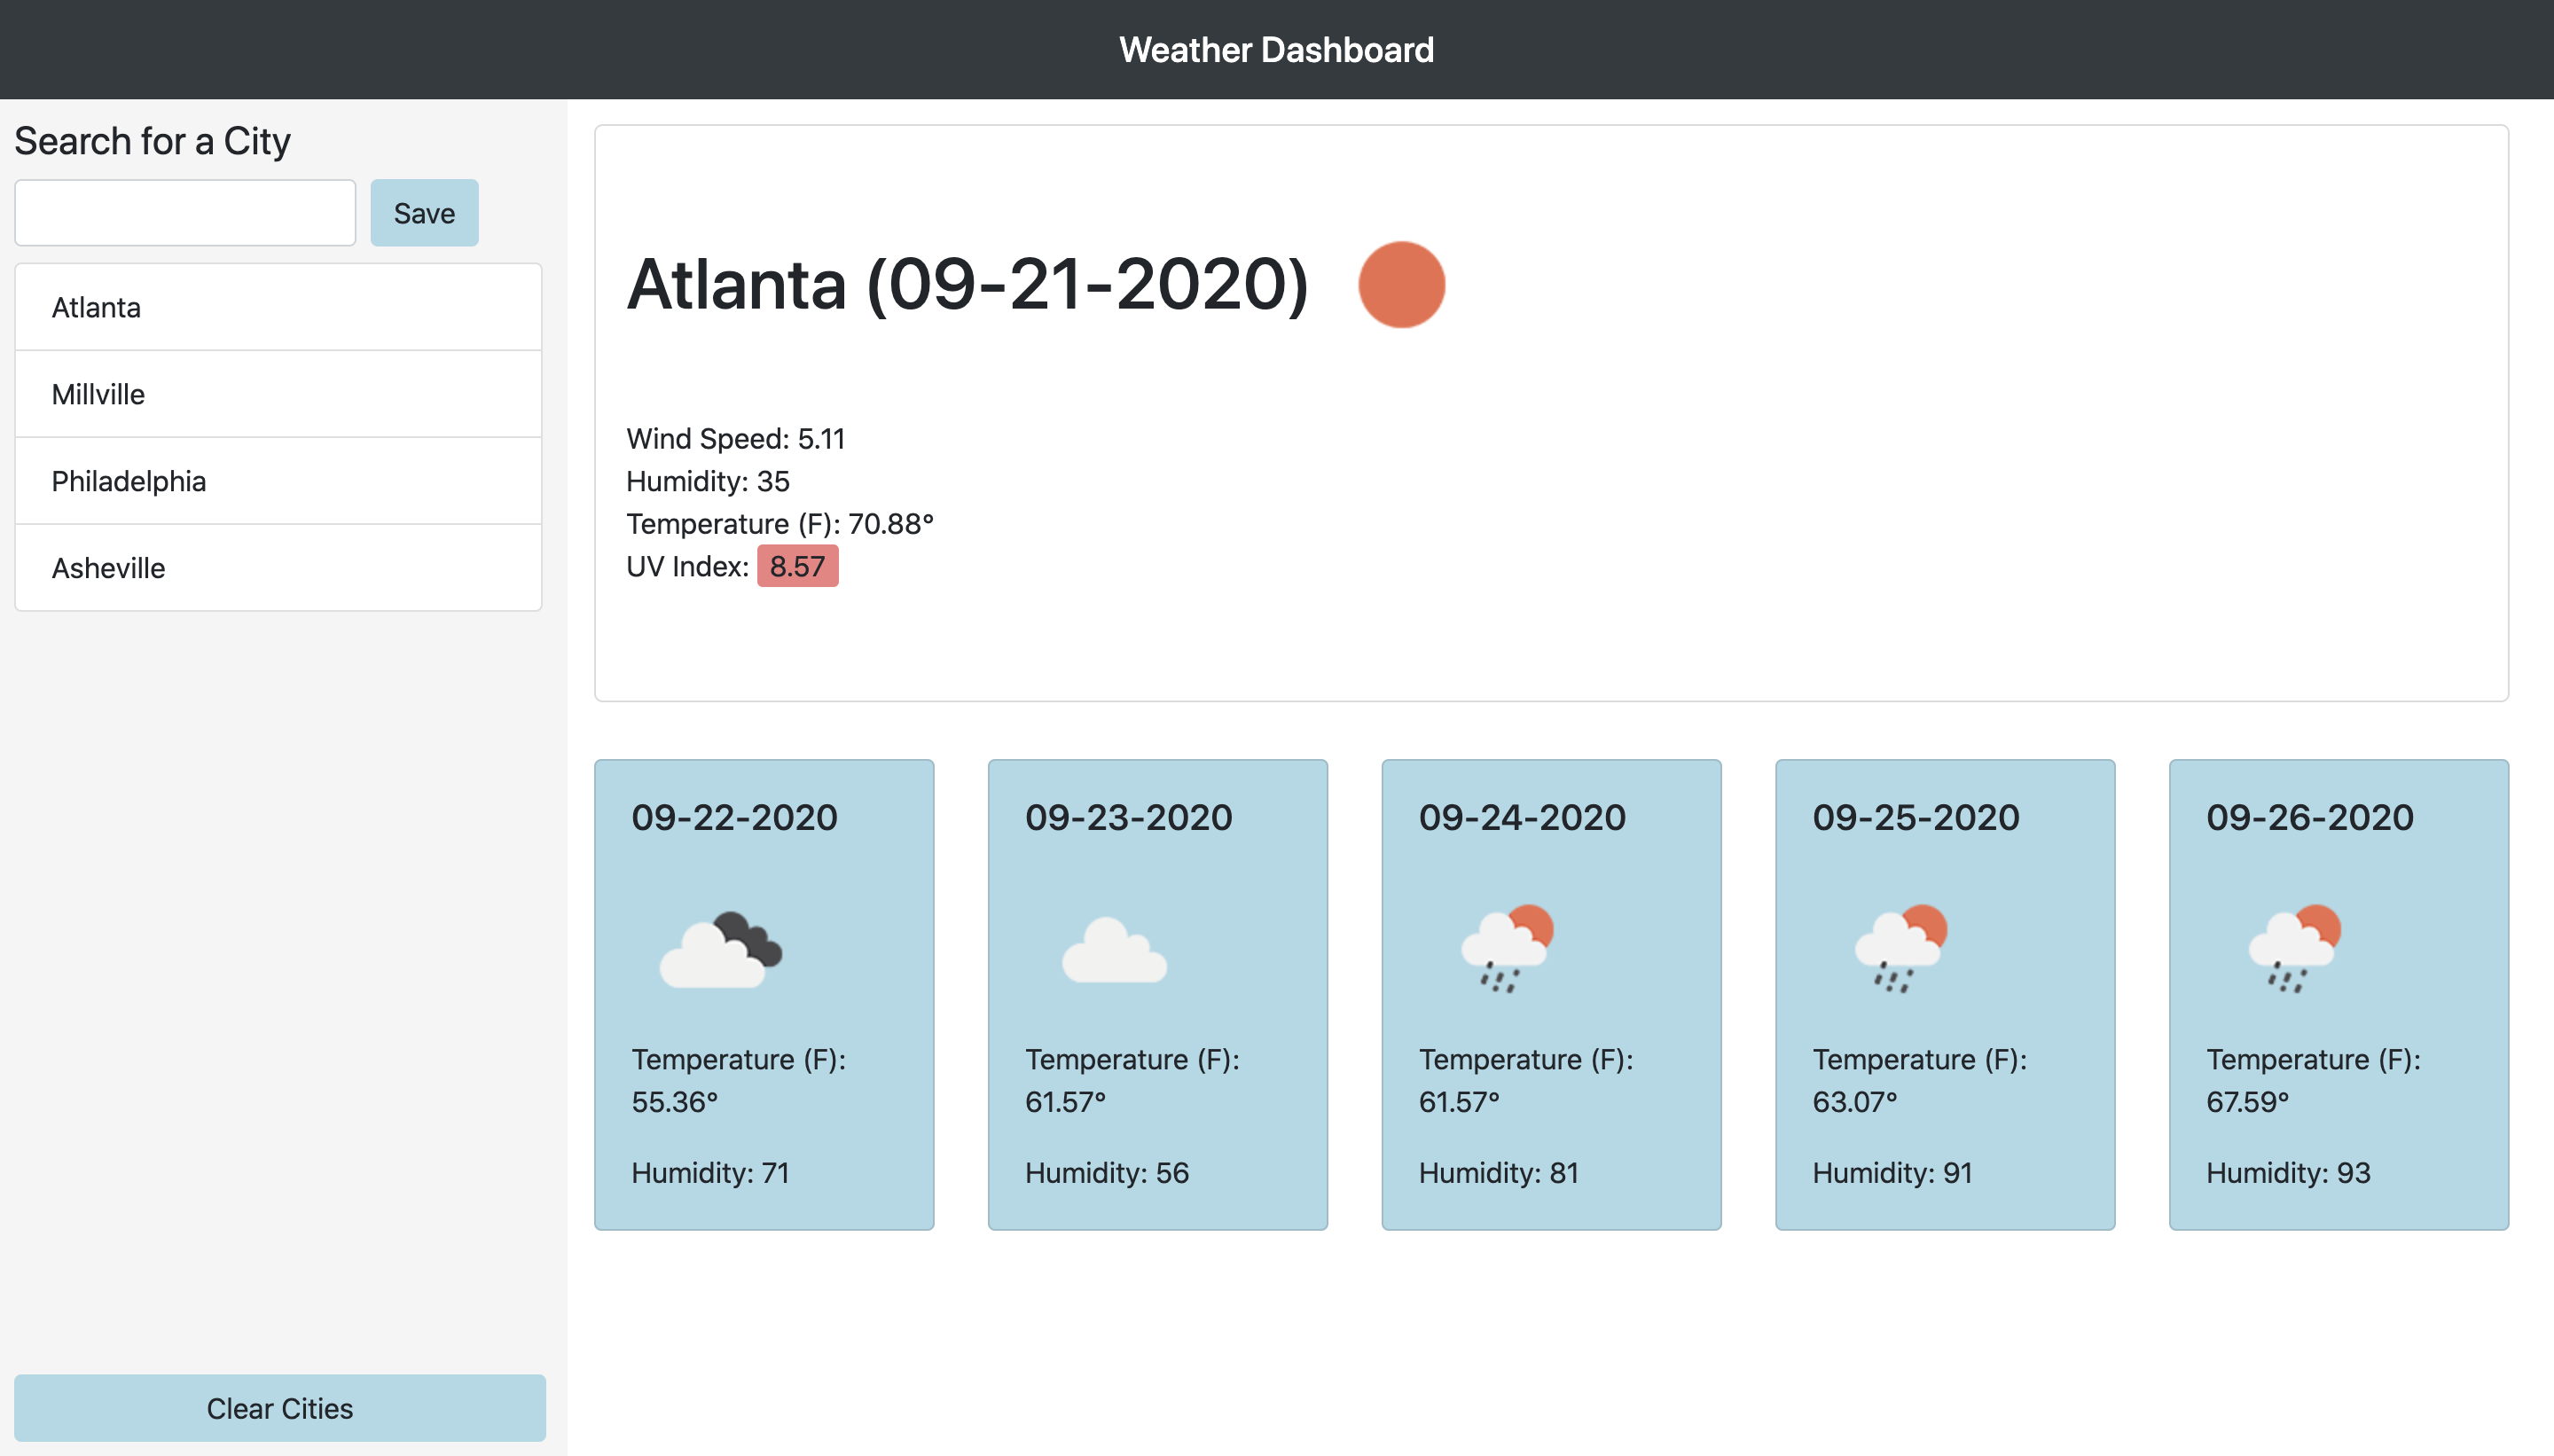 Weather Dashboard
Search for a City
Save
Atlanta
Millville
Philadelphia
Asheville
Clear Cities
Atlanta (09-21-2020)
Wind Speed: 5.11
Humidity: 35
Temperature (F): 70.88°
UV Index: 8.57
09-22-2020
Temperature (F):
55.36°
Humidity: 71
09-23-2020
Temperature (F):
61.57°
Humidity: 56
09-24-2020
Temperature (F):
61.57°
Humidity: 81
09-25-2020
Temperature (F):
63.07°
Humidity: 91
09-26-2020
Temperature (F):
67.59°
Humidity: 93